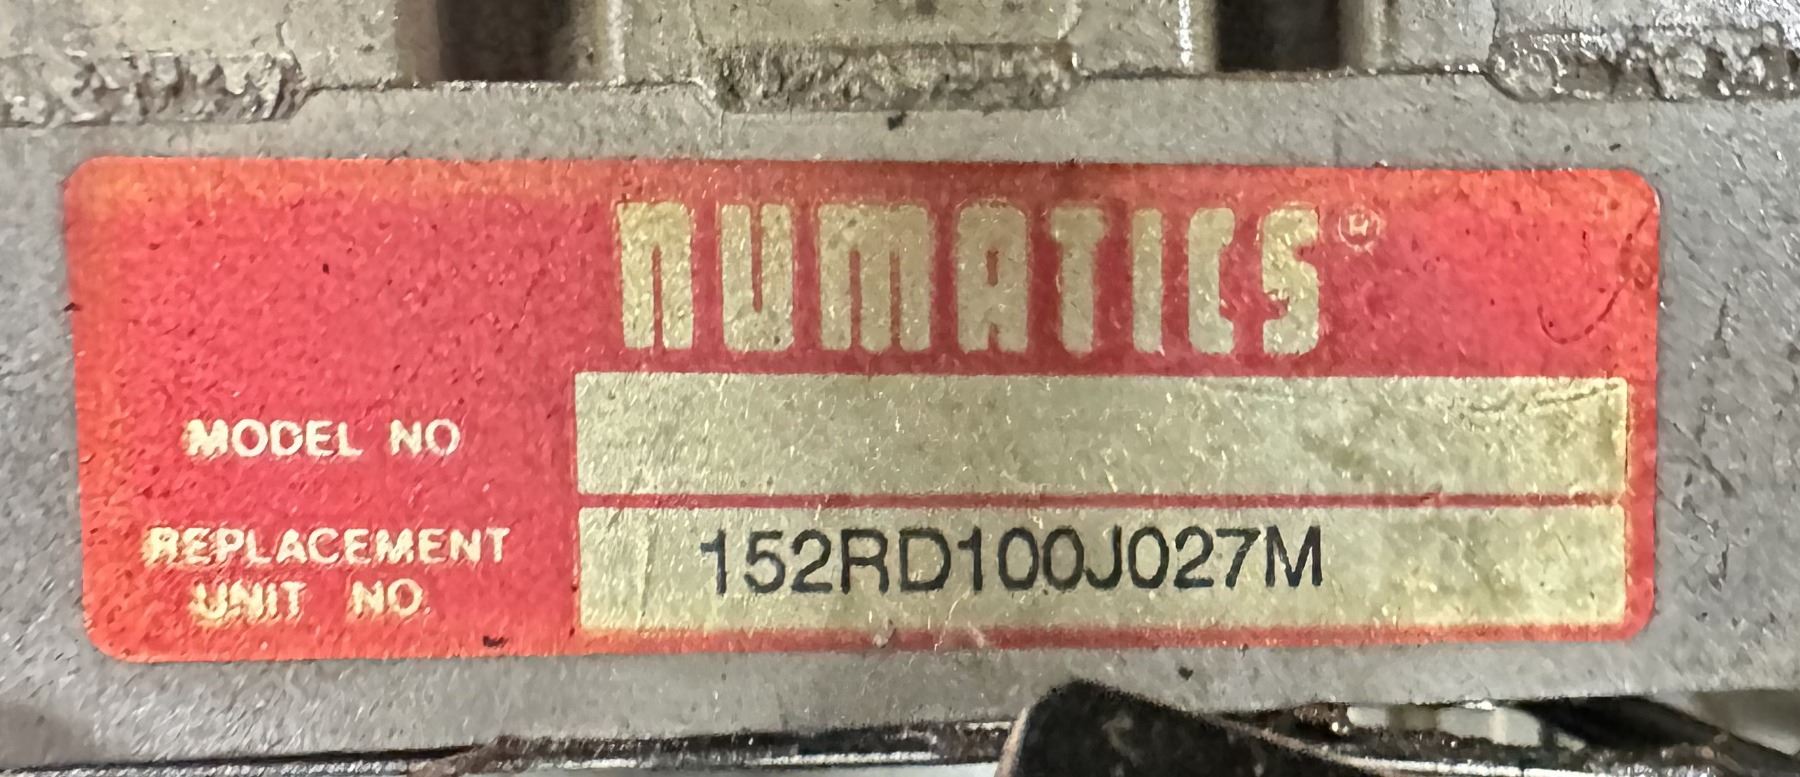 NUMATICS®
MODEL NO
REPLACEMENT
UNIT NO.
152RD100J027M